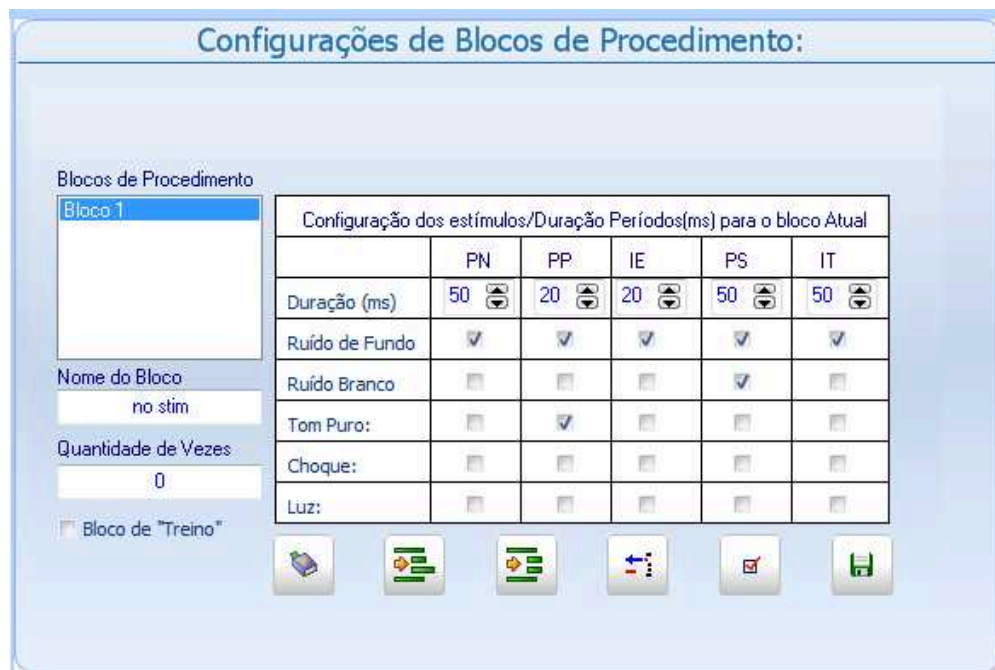 Configurações de Blocos de Procedimento:
Blocos de Procedimento
Bloco 1
Configuração dos estímulos/Duração Períodos(ms) para o bloco Atual
PN PP IE PS IT
Duração (ms) 50 20 20 50 50
Ruído de Fundo
Ruído Branco
Tom Puro:
Choque:
Luz:
Nome do Bloco
no stim
Quantidade de Vezes
0
Bloco de "Treino"